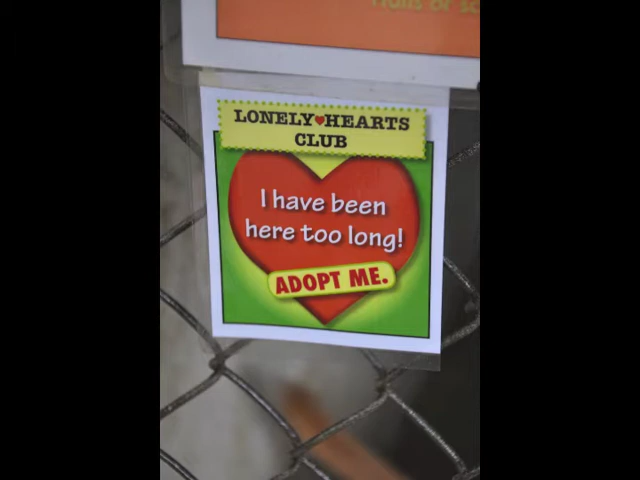 LONELY♥HEARTS
CLUB
I have been
here too long!
ADOPT ME.